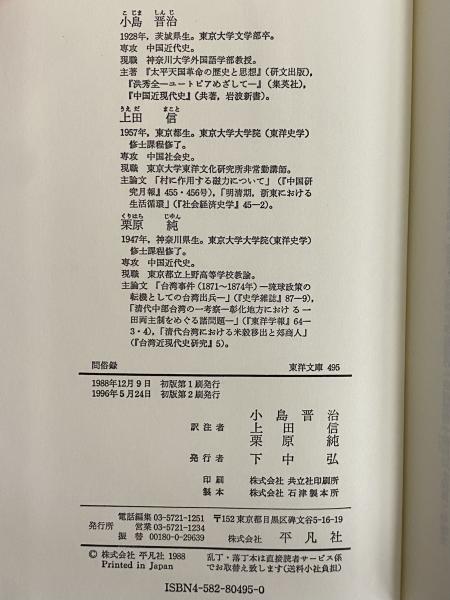 こじま しんじ
小島 晋治
1928年，茨城県生。東京大学文学部卒。
専攻 中国近代史。
現職 神奈川大学外国語学部教授。
主著 『太平天国革命の歴史と思想』（研文出版），
『洪秀全―ユートピアめざして―』（集英社），
『中国近現代史』（共著，岩波新書）。
うえだ まこと
上田 信
1957年，東京都生。東京大学大学院（東洋史学）
修士課程修了。
専攻 中国社会史。
現職 東京大学東洋文化研究所非常勤講師。
主論文 「村に作用する磁力について」（『中国研
究月報』455・456号），「明清期，浙東における
生活循環」（『社会経済史学』45―2）。
くりはら じゅん
栗原 純
1947年，神奈川県生。東京大学大学院（東洋史学）
修士課程修了。
専攻 中国近代史。
現職 東京都立上野高等学校教諭。
主論文 「台湾事件（1871〜1874年）―琉球政策の
転機としての台湾出兵―」（『史学雑誌』87―9），
「清代中部台湾の一考察―彰化地方における一
田両主制をめぐる諸問題―」（『東洋学報』64―
3・4），「清代台湾における米穀移出と郊商人」
（『台湾近現代史研究』5）。
問俗録 東洋文庫 495
1988年12月9日 初版第1刷発行
1996年5月24日 初版第2刷発行
小島晋治
訳注者 上田信
栗原純
発行者 下中弘
印刷 株式会社 共立社印刷所
製本 株式会社 石津製本所
電話編集 03-5721-1251 〒152 東京都目黒区碑文谷5-16-19
発行所 営業 03-5721-1234
振替 00180-0-29639 株式会社 平凡社
© 株式会社 平凡社 1988 乱丁・落丁本は直接読者サービス係
Printed in Japan でお取替え致します（送料小社負担）
ISBN4-582-80495-0